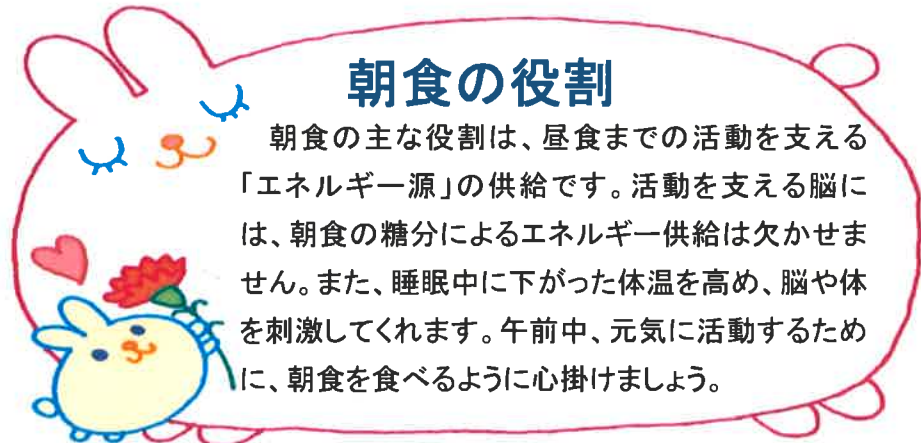 朝食の役割
　朝食の主な役割は、昼食までの活動を支える
「エネルギー源」の供給です。活動を支える脳に
は、朝食の糖分によるエネルギー供給は欠かせま
せん。また、睡眠中に下がった体温を高め、脳や体
を刺激してくれます。午前中、元気に活動するため
に、朝食を食べるように心掛けましょう。